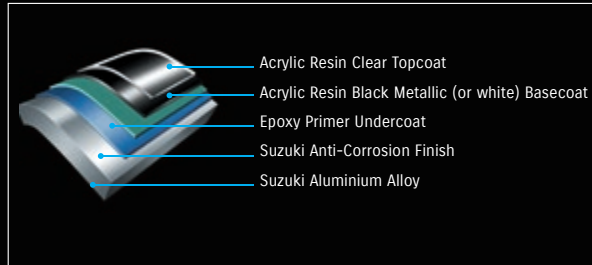 Acrylic Resin Clear Topcoat
Acrylic Resin Black Metallic (or white) Basecoat
Epoxy Primer Undercoat
Suzuki Anti-Corrosion Finish
Suzuki Aluminium Alloy